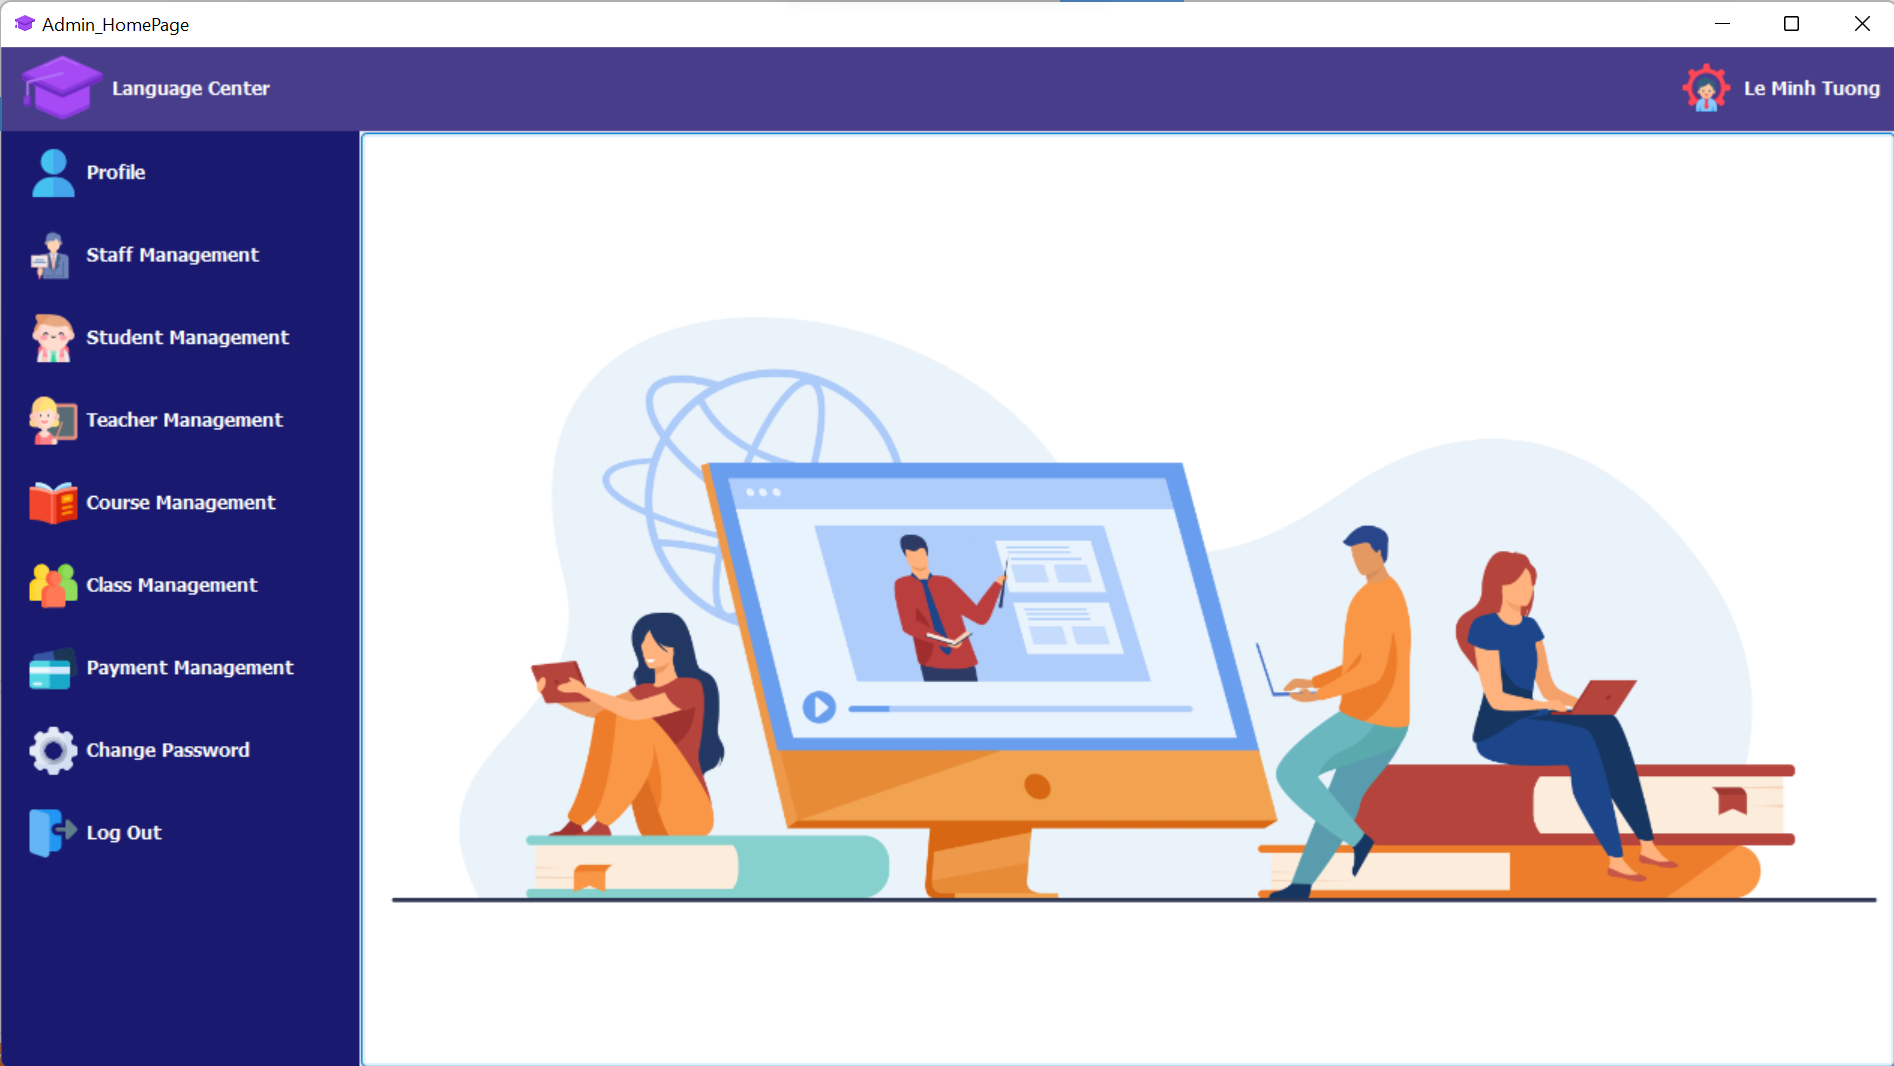 Admin_HomePage
Language Center
Le Minh Tuong
Profile
Staff Management
Student Management
Teacher Management
Course Management
Class Management
Payment Management
Change Password
Log Out